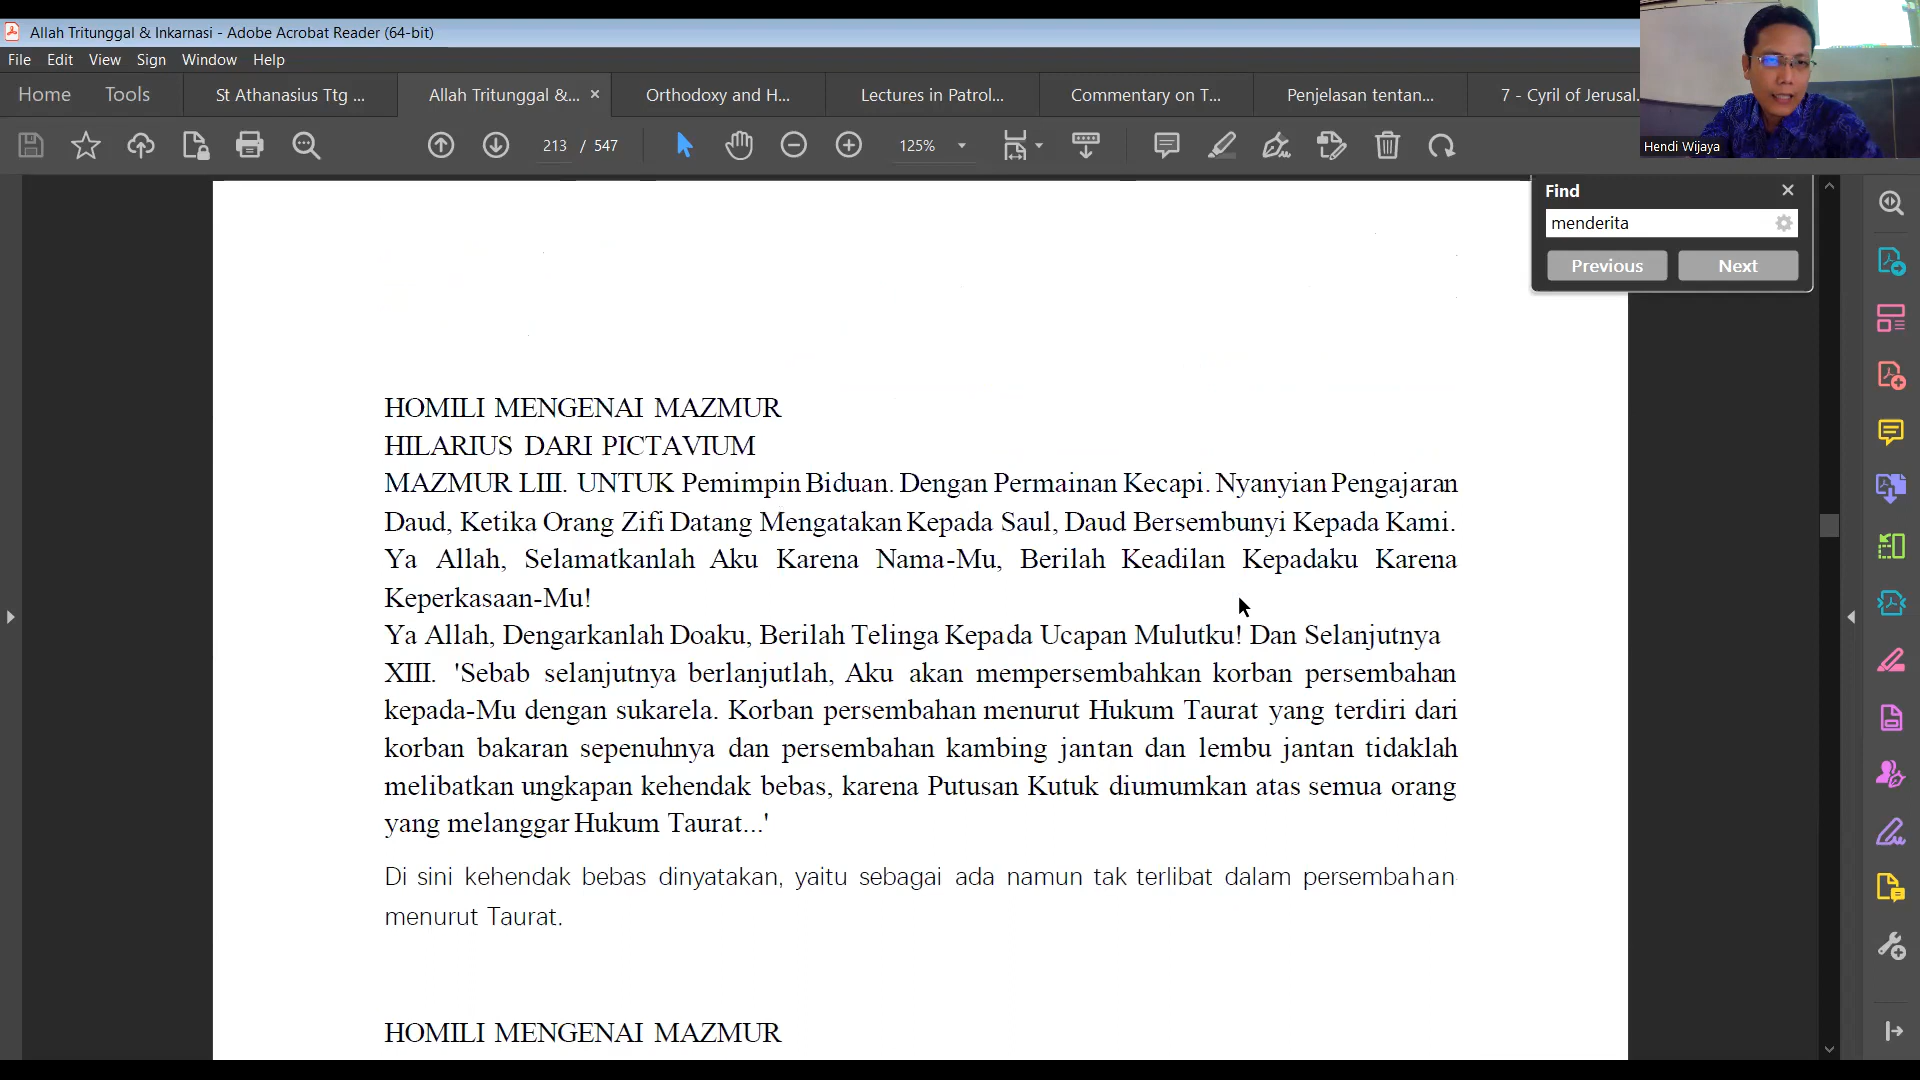 Allah Tritunggal & Inkarnasi - Adobe Acrobat Reader (64-bit)
File Edit View Sign Window Help
Home Tools St Athanasius Ttg ... Allah Tritunggal &... Orthodoxy and H... Lectures in Patrol... Commentary on T... Penjelasan tentan... 7 - Cyril of Jerusal...
213 / 547 125%
Hendi Wijaya
Find
menderita
Previous Next
HOMILI MENGENAI MAZMUR
HILARIUS DARI PICTAVIUM
MAZMUR LIII. UNTUK Pemimpin Biduan. Dengan Permainan Kecapi. Nyanyian Pengajaran
Daud, Ketika Orang Zifi Datang Mengatakan Kepada Saul, Daud Bersembunyi Kepada Kami.
Ya Allah, Selamatkanlah Aku Karena Nama-Mu, Berilah Keadilan Kepadaku Karena
Keperkasaan-Mu!
Ya Allah, Dengarkanlah Doaku, Berilah Telinga Kepada Ucapan Mulutku! Dan Selanjutnya
XIII. 'Sebab selanjutnya berlanjutlah, Aku akan mempersembahkan korban persembahan
kepada-Mu dengan sukarela. Korban persembahan menurut Hukum Taurat yang terdiri dari
korban bakaran sepenuhnya dan persembahan kambing jantan dan lembu jantan tidaklah
melibatkan ungkapan kehendak bebas, karena Putusan Kutuk diumumkan atas semua orang
yang melanggar Hukum Taurat...'
Di sini kehendak bebas dinyatakan, yaitu sebagai ada namun tak terlibat dalam persembahan
menurut Taurat.
HOMILI MENGENAI MAZMUR